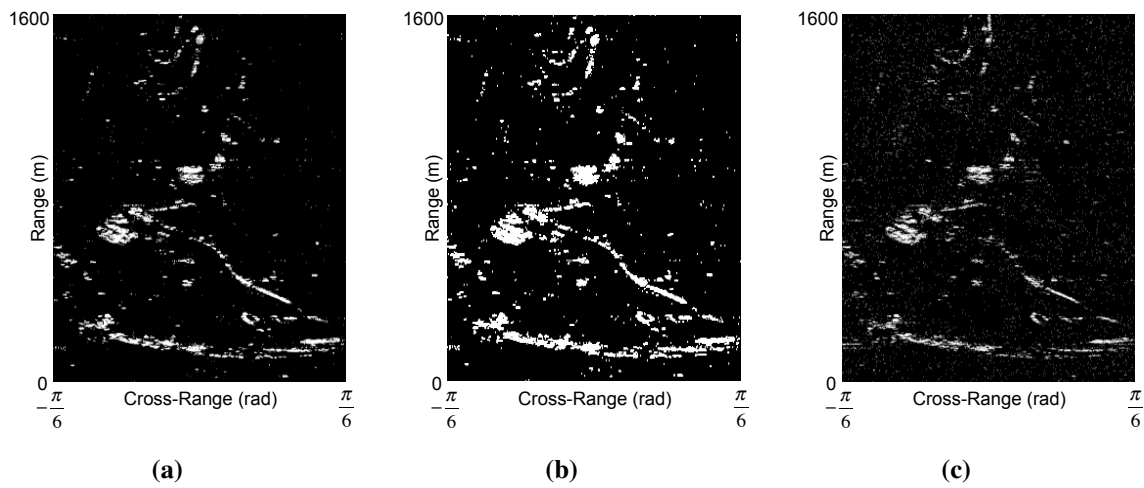 1600
Range (m)
0
−π/6
Cross-Range (rad)
π/6
(a)
1600
Range (m)
0
−π/6
Cross-Range (rad)
π/6
(b)
1600
Range (m)
0
−π/6
Cross-Range (rad)
π/6
(c)